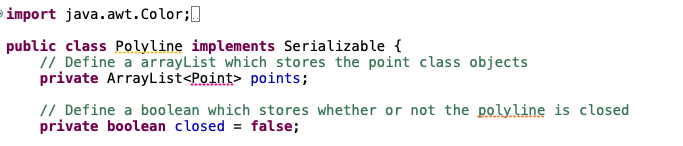 import java.awt.Color;
public class Polyline implements Serializable {
// Define a arrayList which stores the point class objects
private ArrayList<Point> points;
// Define a boolean which stores whether or not the polyline is closed
private boolean closed = false;